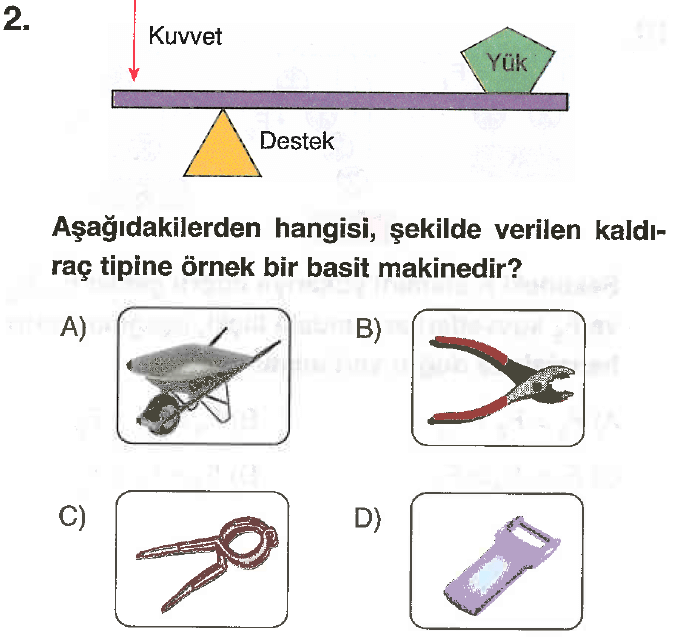 2.
Kuvvet
Yük
Destek
Aşağıdakilerden hangisi, şekilde verilen kaldı-
raç tipine örnek bir basit makinedir?
A)
B)
C)
D)